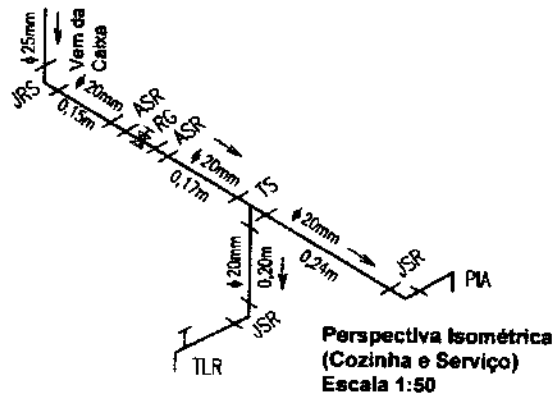 ϕ25mm
Vem da
Caixa
JRS
ϕ20mm
0,15m
ASR
RG
ASR
ϕ20mm
0,17m
TS
ϕ20mm
0,24m
JSR
PIA
ϕ20mm
0,20m
JSR
TLR
Perspectiva Isométrica
(Cozinha e Serviço)
Escala 1:50